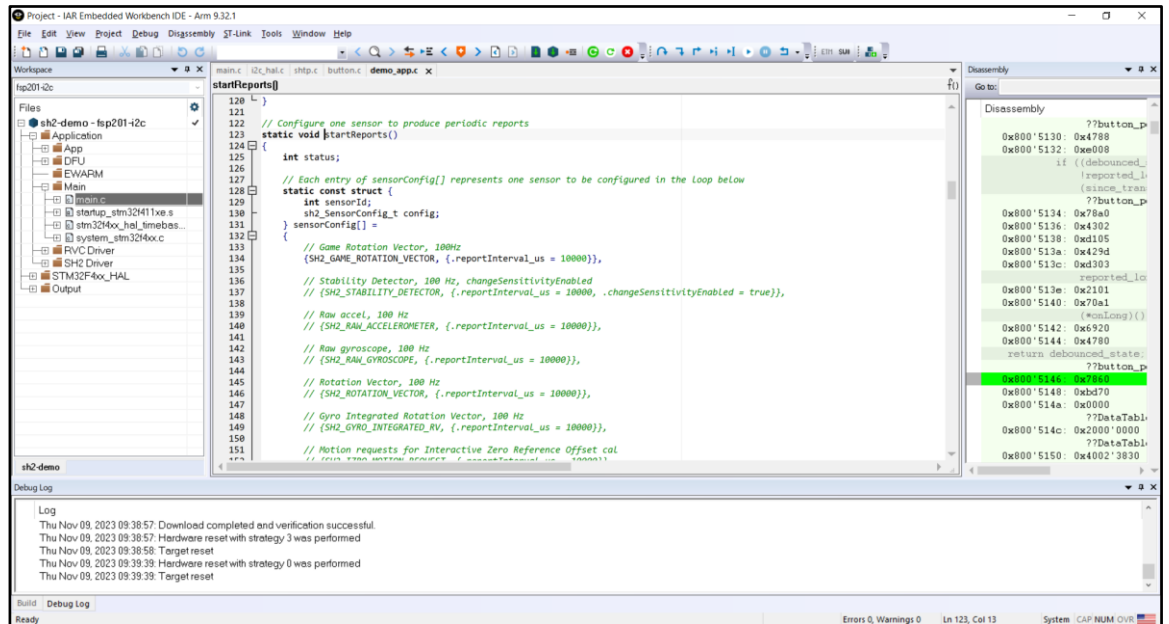 Project - IAR Embedded Workbench IDE - Arm 9.32.1
File Edit View Project Debug Disassembly ST-Link Tools Window Help
Workspace
fsp201-i2c
Files
sh2-demo - fsp201-i2c
Application
App
DFU
EWARM
Main
main.c
startup_stm32f411xe.s
stm32f4xx_hal_timebas...
system_stm32f4xx.c
RVC Driver
SH2 Driver
STM32F4xx_HAL
Output
sh2-demo
main.c i2c_hal.c shtp.c button.c demo_app.c x
startReports()
f()
120 }
121
122 // Configure one sensor to produce periodic reports
123 static void startReports()
124 {
125 int status;
126
127 // Each entry of sensorConfig[] represents one sensor to be configured in the loop below
128 static const struct {
129 int sensorId;
130 sh2_SensorConfig_t config;
131 } sensorConfig[] =
132 {
133 // Game Rotation Vector, 100Hz
134 {SH2_GAME_ROTATION_VECTOR, {.reportInterval_us = 10000}},
135
136 // Stability Detector, 100 Hz, changeSensitivityEnabled
137 // {SH2_STABILITY_DETECTOR, {.reportInterval_us = 10000, .changeSensitivityEnabled = true}},
138
139 // Raw accel, 100 Hz
140 // {SH2_RAW_ACCELEROMETER, {.reportInterval_us = 10000}},
141
142 // Raw gyroscope, 100 Hz
143 // {SH2_RAW_GYROSCOPE, {.reportInterval_us = 10000}},
144
145 // Rotation Vector, 100 Hz
146 // {SH2_ROTATION_VECTOR, {.reportInterval_us = 10000}},
147
148 // Gyro Integrated Rotation Vector, 100 Hz
149 // {SH2_GYRO_INTEGRATED_RV, {.reportInterval_us = 10000}},
150
151 // Motion requests for Interactive Zero Reference Offset cal
Disassembly
Go to:
Disassembly
??button_p
0x800'5130: 0x4788
0x800'5132: 0xe008
if ((debounced_
!reported_lo
(since_tran
??button_p
0x800'5134: 0x78a0
0x800'5136: 0x4302
0x800'5138: 0xd105
0x800'513a: 0x429d
0x800'513c: 0xd303
reported_lo
0x800'513e: 0x2101
0x800'5140: 0x70a1
(*onLong)()
0x800'5142: 0x6920
0x800'5144: 0x4780
return debounced_state;
??button_p
0x800'5146: 0x7860
0x800'5148: 0xbd70
0x800'514a: 0x0000
??DataTabl
0x800'514c: 0x2000'0000
??DataTabl
0x800'5150: 0x4002'3830
Debug Log
Log
Thu Nov 09, 2023 09:38:57: Download completed and verification successful.
Thu Nov 09, 2023 09:38:57: Hardware reset with strategy 3 was performed
Thu Nov 09, 2023 09:38:58: Target reset
Thu Nov 09, 2023 09:39:39: Hardware reset with strategy 0 was performed
Thu Nov 09, 2023 09:39:39: Target reset
Build Debug Log
Ready Errors 0, Warnings 0 Ln 123, Col 13 System CAP NUM OVR